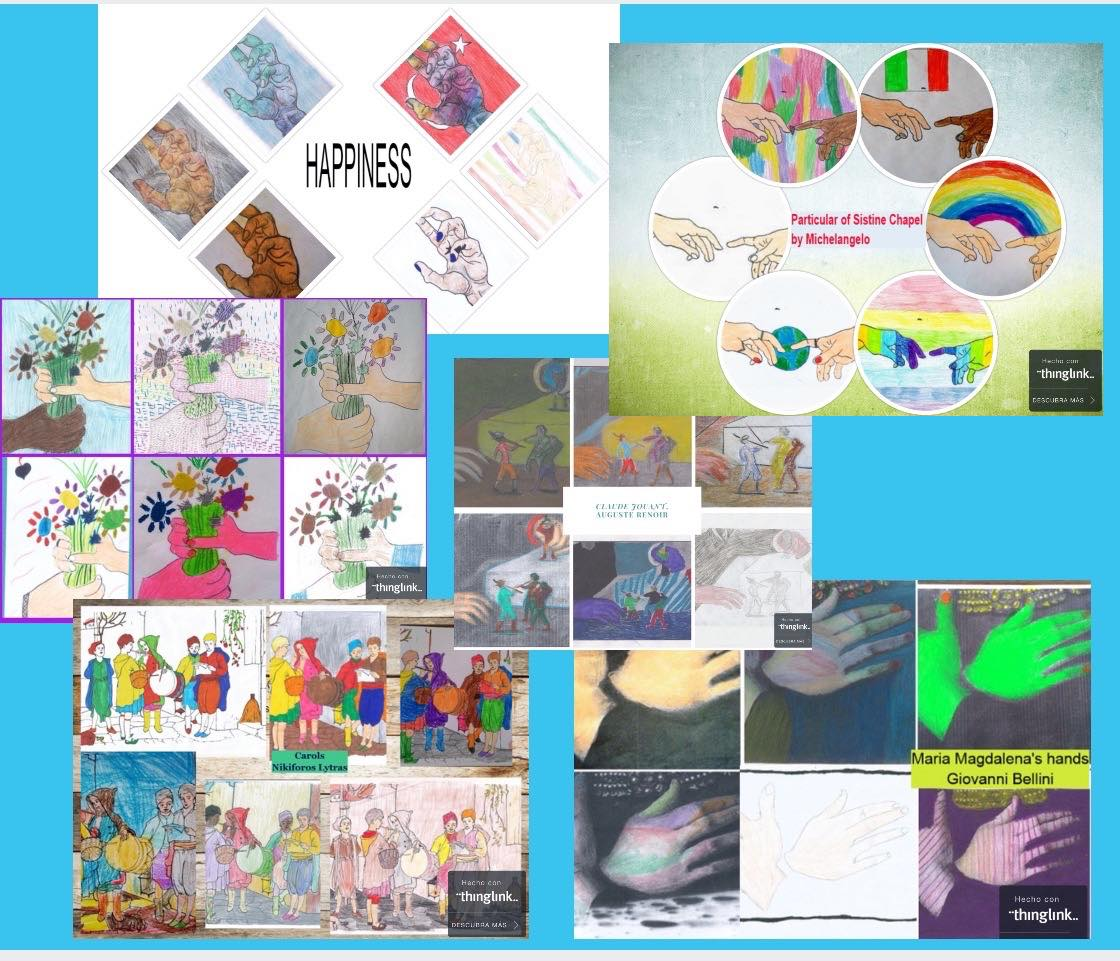 HAPPINESS
Particular of Sistine Chapel
by Michelangelo
Hecho con
thinglink..
DESCUBRA MÁS
CLAUDE JOUANT,
AUGUSTE RENOIR
Hecho con
thinglink..
Hecho con
thinglink..
DESCUBRA MÁS
Carols
Nikiforos Lytras
Maria Magdalena's hands
Giovanni Bellini
Hecho con
thinglink..
DESCUBRA MÁS
Hecho con
thinglink..